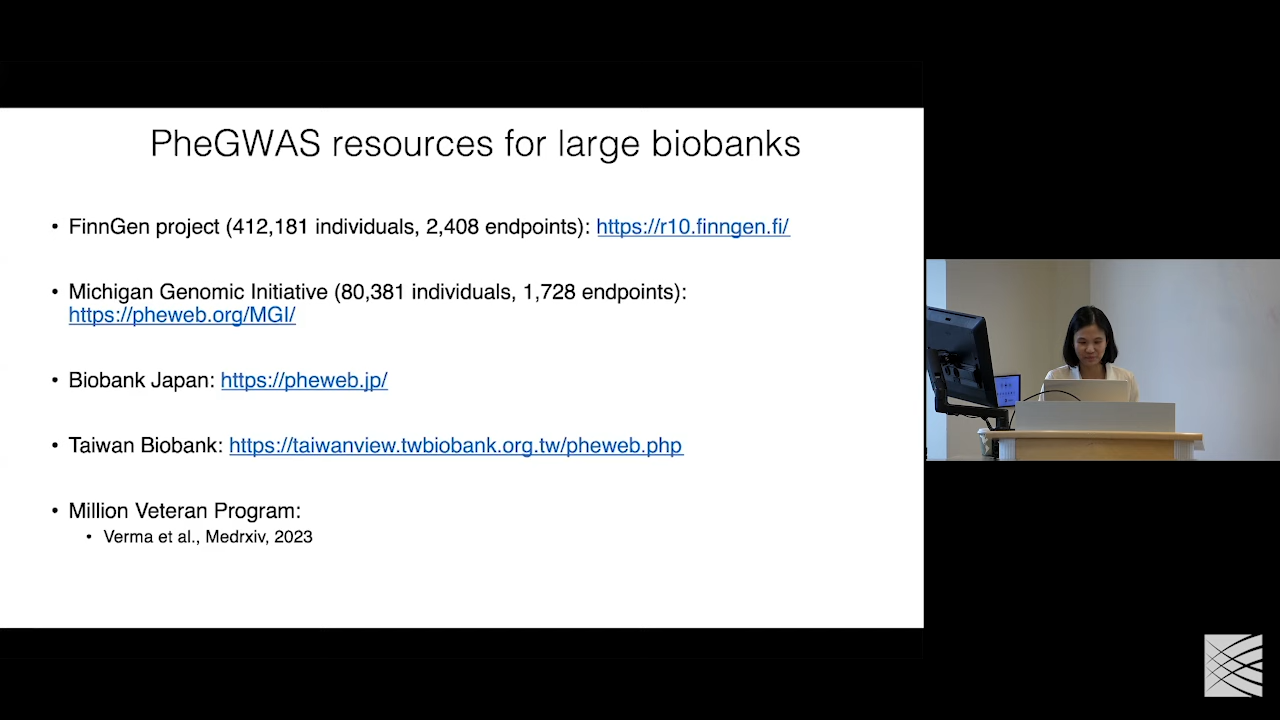 PheGWAS resources for large biobanks
• FinnGen project (412,181 individuals, 2,408 endpoints): https://r10.finngen.fi/
• Michigan Genomic Initiative (80,381 individuals, 1,728 endpoints):
https://pheweb.org/MGI/
• Biobank Japan: https://pheweb.jp/
• Taiwan Biobank: https://taiwanview.twbiobank.org.tw/pheweb.php
• Million Veteran Program:
• Verma et al., Medrxiv, 2023